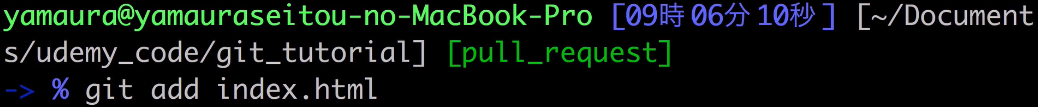 yamaura@yamauraseitou-no-MacBook-Pro [09時06分10秒] [~/Document
s/udemy_code/git_tutorial] [pull_request]
-> % git add index.html